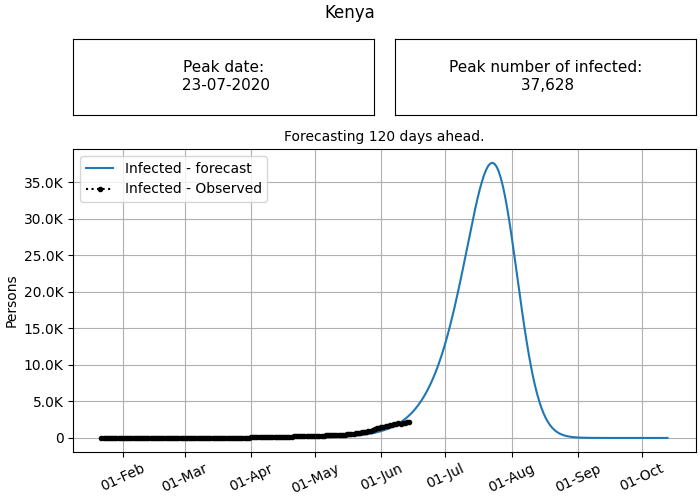 Kenya
Peak date:
23-07-2020
Peak number of infected:
37,628
Forecasting 120 days ahead.
Infected - forecast
Infected - Observed
35.0K
30.0K
25.0K
20.0K
15.0K
10.0K
5.0K
0
Persons
01-Feb
01-Mar
01-Apr
01-May
01-Jun
01-Jul
01-Aug
01-Sep
01-Oct